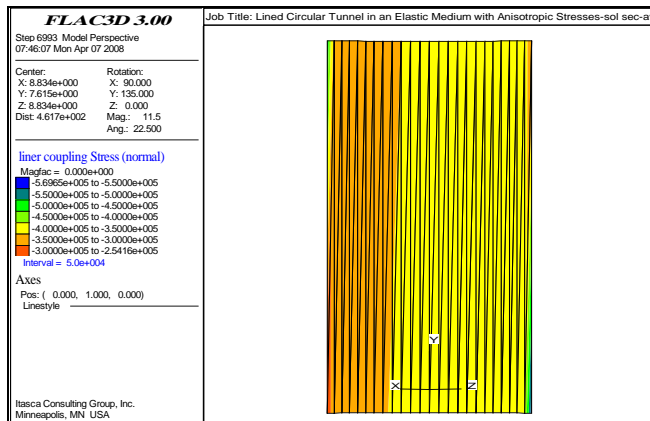 FLAC3D 3.00
Job Title: Lined Circular Tunnel in an Elastic Medium with Anisotropic Stresses-sol sec-a
Step 6993 Model Perspective
07:46:07 Mon Apr 07 2008
Center: Rotation:
X: 8.834e+000 X: 90.000
Y: 7.615e+000 Y: 135.000
Z: 8.834e+000 Z: 0.000
Dist: 4.617e+002 Mag.: 11.5
Ang.: 22.500
liner coupling Stress (normal)
Magfac = 0.000e+000
-5.6965e+005 to -5.5000e+005
-5.5000e+005 to -5.0000e+005
-5.0000e+005 to -4.5000e+005
-4.5000e+005 to -4.0000e+005
-4.0000e+005 to -3.5000e+005
-3.5000e+005 to -3.0000e+005
-3.0000e+005 to -2.5416e+005
Interval = 5.0e+004
Axes
Pos: ( 0.000, 1.000, 0.000)
Linestyle
Y
X Z
Itasca Consulting Group, Inc.
Minneapolis, MN USA